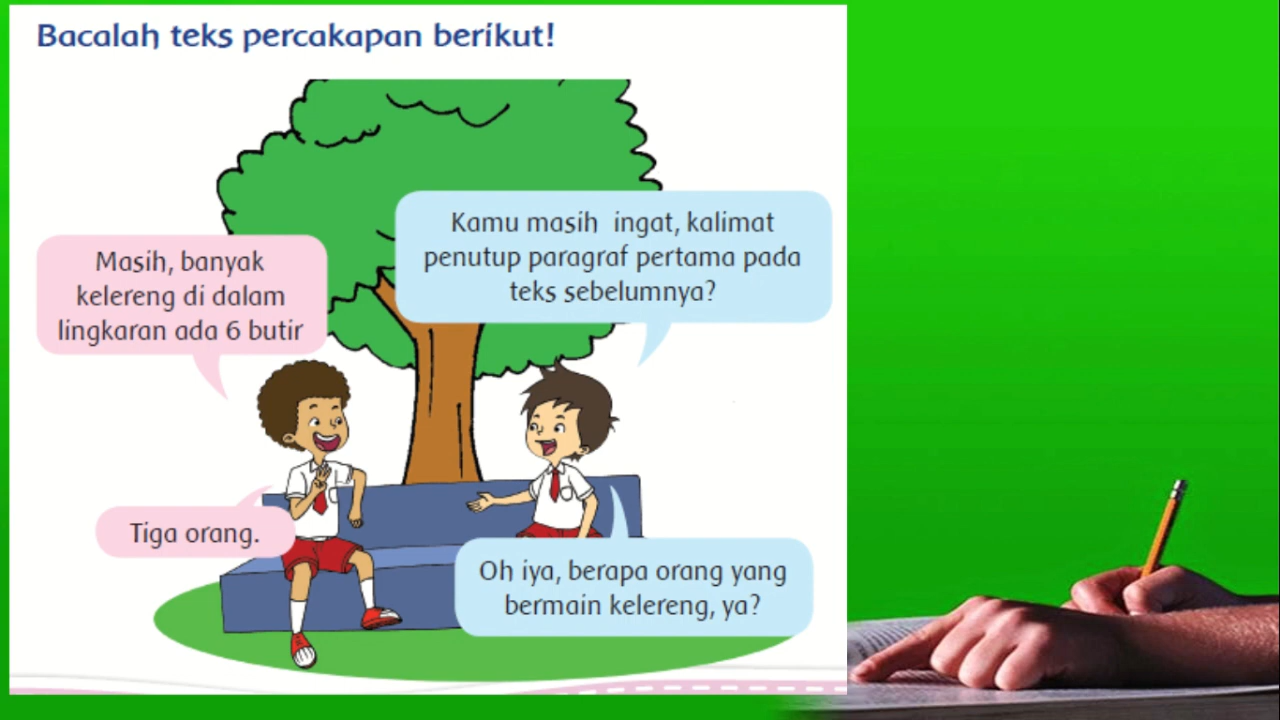 Bacalah teks percakapan berikut!
Kamu masih ingat, kalimat
penutup paragraf pertama pada
teks sebelumnya?
Masih, banyak
kelereng di dalam
lingkaran ada 6 butir
Oh iya, berapa orang yang
bermain kelereng, ya?
Tiga orang.